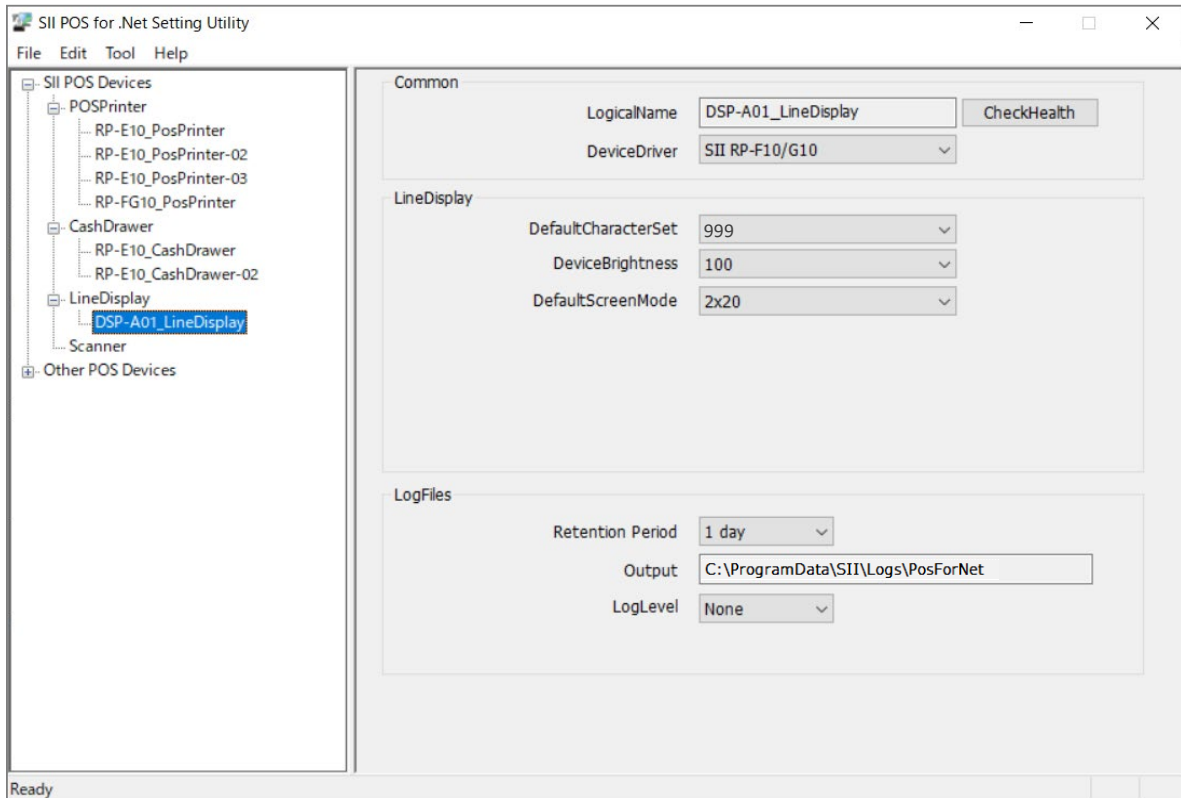 SII POS for .Net Setting Utility
File Edit Tool Help
SII POS Devices
POSPrinter
RP-E10_PosPrinter
RP-E10_PosPrinter-02
RP-E10_PosPrinter-03
RP-FG10_PosPrinter
CashDrawer
RP-E10_CashDrawer
RP-E10_CashDrawer-02
LineDisplay
DSP-A01_LineDisplay
Scanner
Other POS Devices
Common
LogicalName DSP-A01_LineDisplay CheckHealth
DeviceDriver SII RP-F10/G10
LineDisplay
DefaultCharacterSet 999
DeviceBrightness 100
DefaultScreenMode 2x20
LogFiles
Retention Period 1 day
Output C:\ProgramData\SII\Logs\PosForNet
LogLevel None
Ready